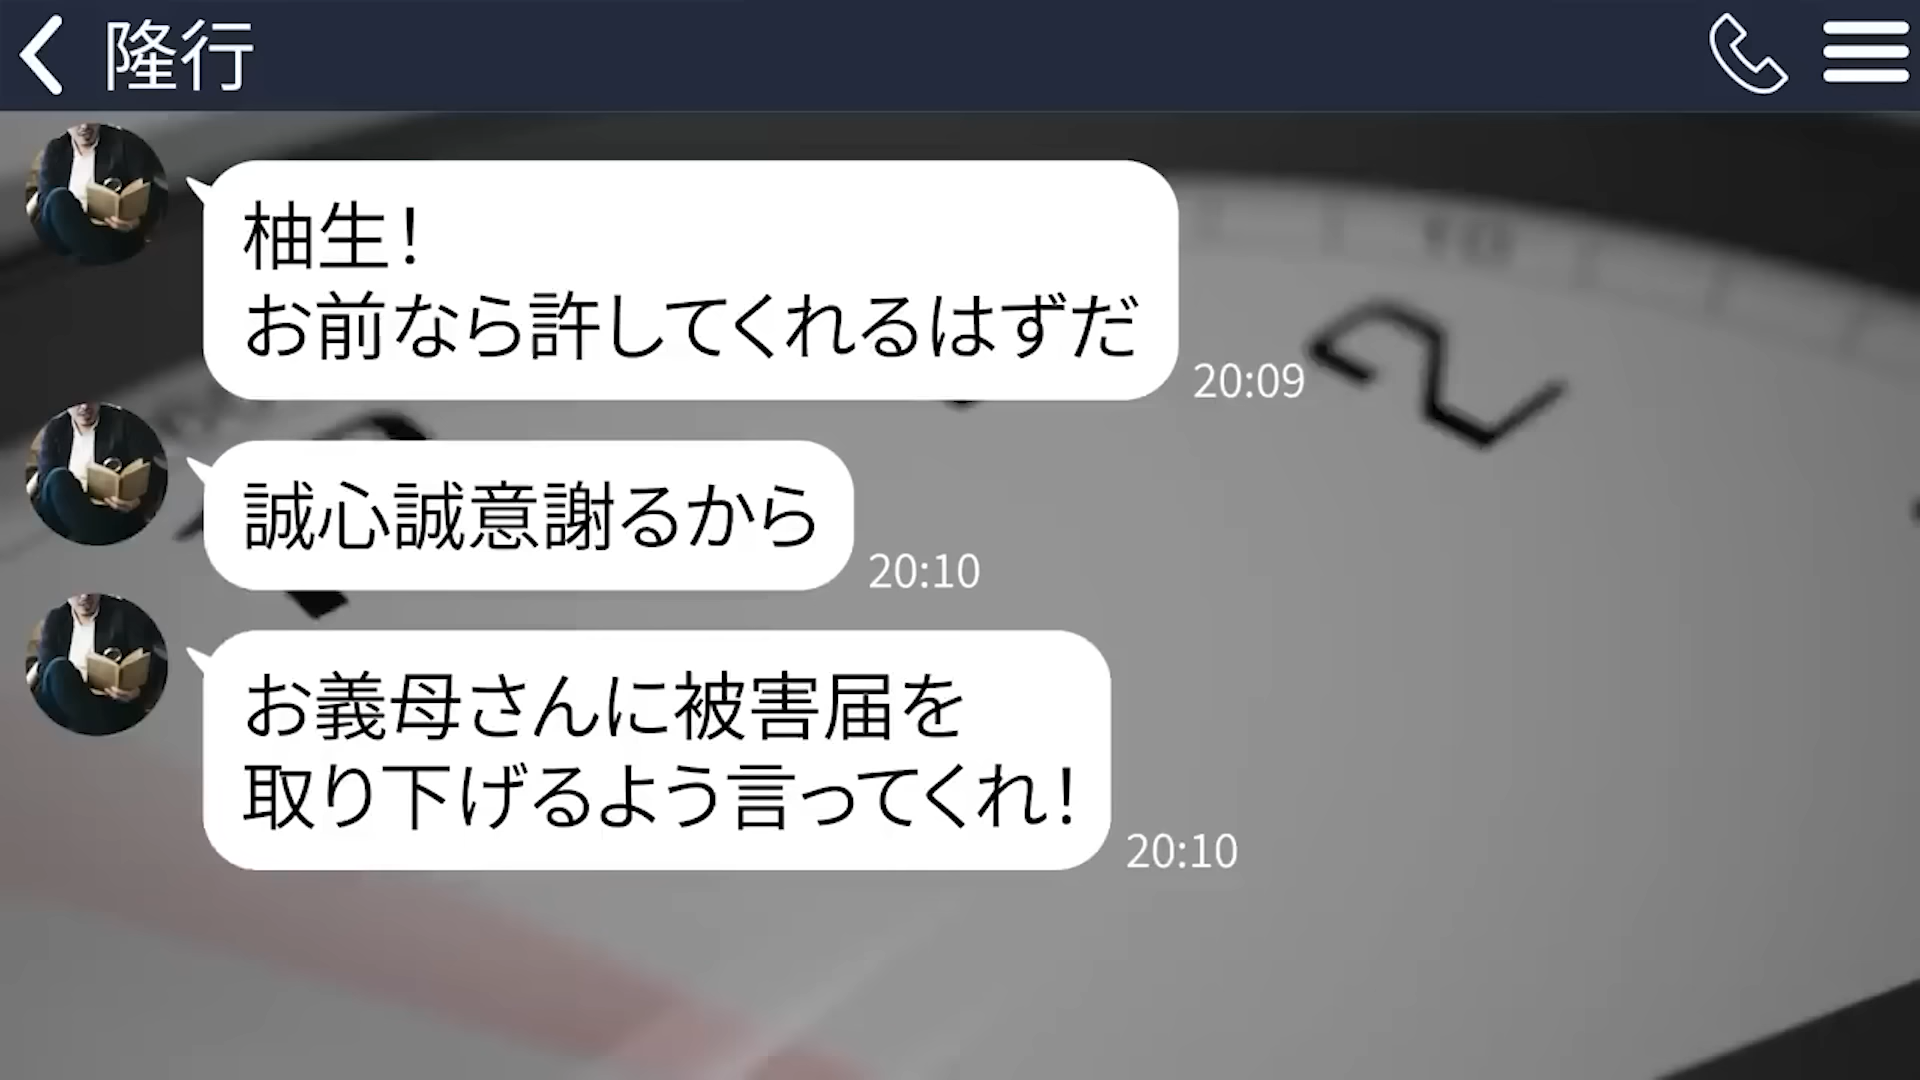 隆行
柚生！
お前なら許してくれるはずだ
20:09
誠心誠意謝るから
20:10
お義母さんに被害届を
取り下げるよう言ってくれ！
20:10
2
10